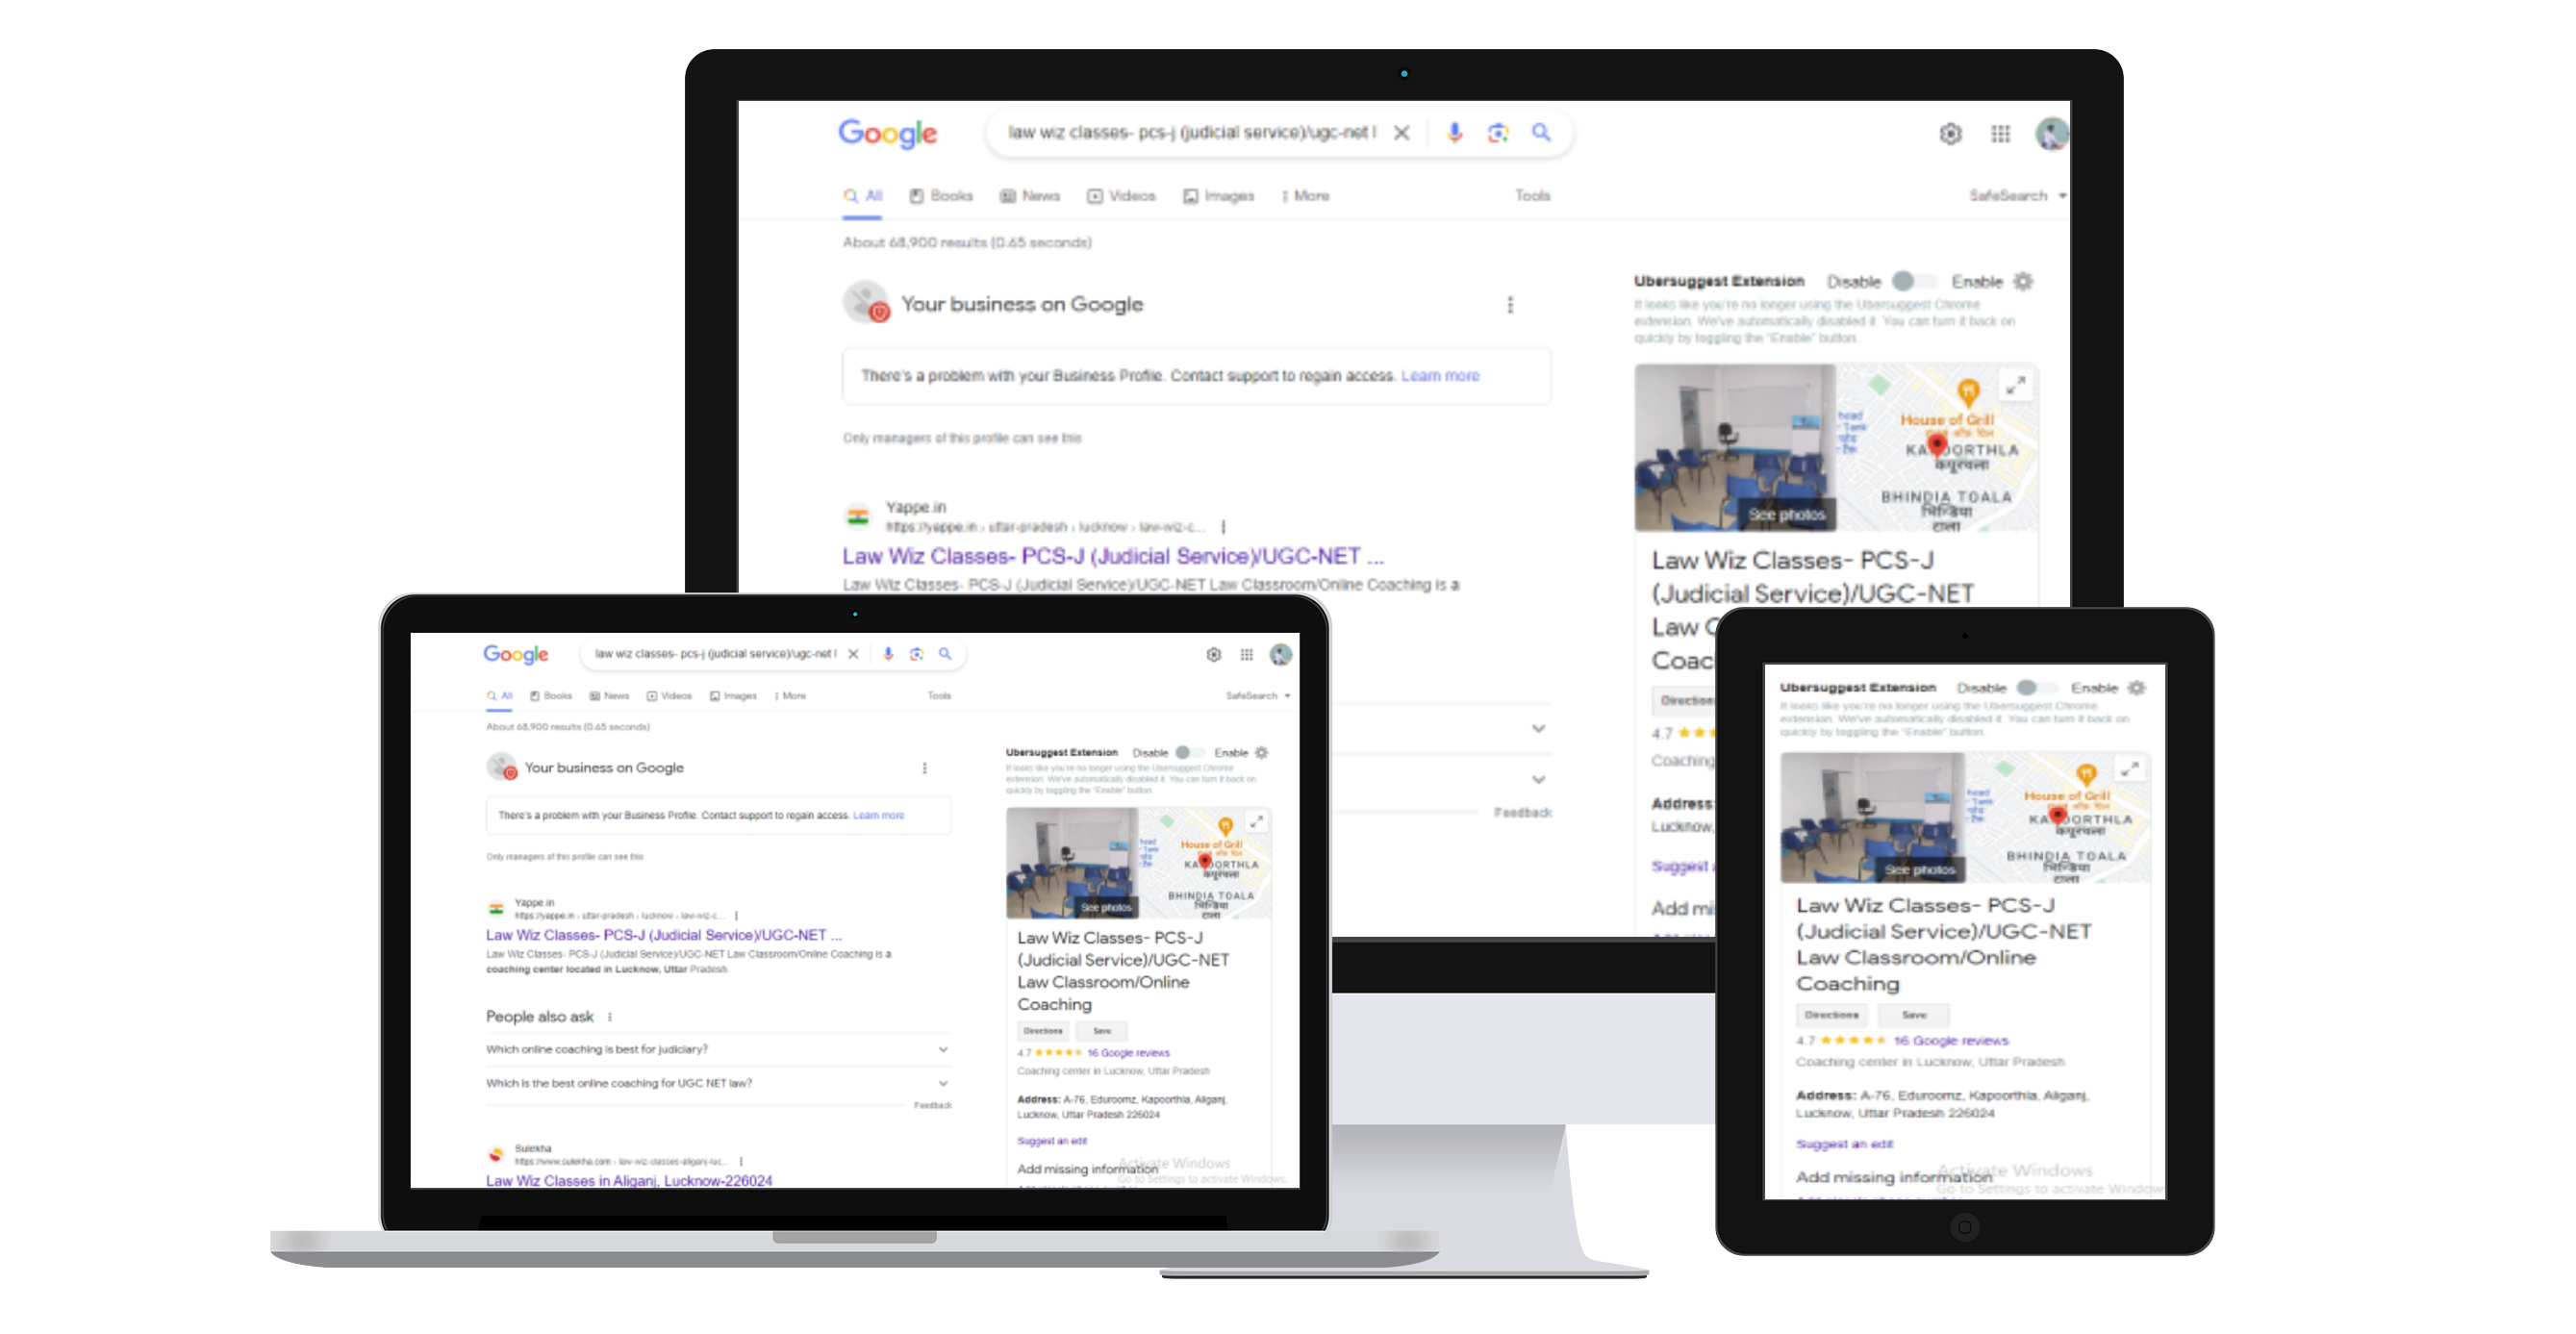 Google
law wiz classes- pcs-j (judicial service)/ugc-net l
All Books News Videos Images More Tools SafeSearch
About 68,900 results (0.65 seconds)
Your business on Google
There's a problem with your Business Profile. Contact support to regain access. Learn more
Only managers of this profile can see this
Yappe.in
https://yappe.in › uttar-pradesh › lucknow › law-wiz-c...
Law Wiz Classes- PCS-J (Judicial Service)/UGC-NET ...
Law Wiz Classes- PCS-J (Judicial Service)/UGC-NET Law Classroom/Online Coaching is a
Feedback
Ubersuggest Extension Disable Enable
It looks like you're no longer using the Ubersuggest Chrome
extension. We've automatically disabled it. You can turn it back on
quickly by toggling the "Enable" button.
head
Tank
House of Grill
KAPOORTHLA
कपूरथला
BHINDIA TOALA
भिन्डिया
टाला
See photos
Law Wiz Classes- PCS-J
(Judicial Service)/UGC-NET
Law C
Coac
Direction
4.7
Coaching
Address:
Lucknow,
Suggest
Add mi
Google
law wiz classes- pcs-j (judicial service)/ugc-net l
All Books News Videos Images More Tools SafeSearch
About 68,900 results (0.65 seconds)
Your business on Google
There's a problem with your Business Profile. Contact support to regain access. Learn more
Only managers of this profile can see this
Yappe.in
https://yappe.in › uttar-pradesh › lucknow › law-wiz-c...
Law Wiz Classes- PCS-J (Judicial Service)/UGC-NET ...
Law Wiz Classes- PCS-J (Judicial Service)/UGC-NET Law Classroom/Online Coaching is a
coaching center located in Lucknow, Uttar Pradesh.
People also ask
Which online coaching is best for judiciary?
Which is the best online coaching for UGC NET law?
Feedback
Sulekha
https://www.sulekha.com › law-wiz-classes-aliganj-luc...
Law Wiz Classes in Aliganj, Lucknow-226024
Ubersuggest Extension Disable Enable
It looks like you're no longer using the Ubersuggest Chrome
extension. We've automatically disabled it. You can turn it back on
quickly by toggling the "Enable" button.
head
Tank
House of Grill
KAPOORTHLA
कपूरथला
BHINDIA TOALA
भिन्डिया
टाला
See photos
Law Wiz Classes- PCS-J
(Judicial Service)/UGC-NET
Law Classroom/Online
Coaching
Directions Save
4.7 16 Google reviews
Coaching center in Lucknow, Uttar Pradesh
Address: A-76, Eduroomz, Kapoorthla, Aliganj,
Lucknow, Uttar Pradesh 226024
Suggest an edit
Add missing information
Activate Windows
Go to Settings to activate Windows.
Ubersuggest Extension Disable Enable
It looks like you're no longer using the Ubersuggest Chrome
extension. We've automatically disabled it. You can turn it back on
quickly by toggling the "Enable" button.
head
Tank
House of Grill
KAPOORTHLA
कपूरथला
BHINDIA TOALA
भिन्डिया
टाला
See photos
Law Wiz Classes- PCS-J
(Judicial Service)/UGC-NET
Law Classroom/Online
Coaching
Directions Save
4.7 16 Google reviews
Coaching center in Lucknow, Uttar Pradesh
Address: A-76, Eduroomz, Kapoorthla, Aliganj,
Lucknow, Uttar Pradesh 226024
Suggest an edit
Add missing information
Activate Windows
Go to Settings to activate Window